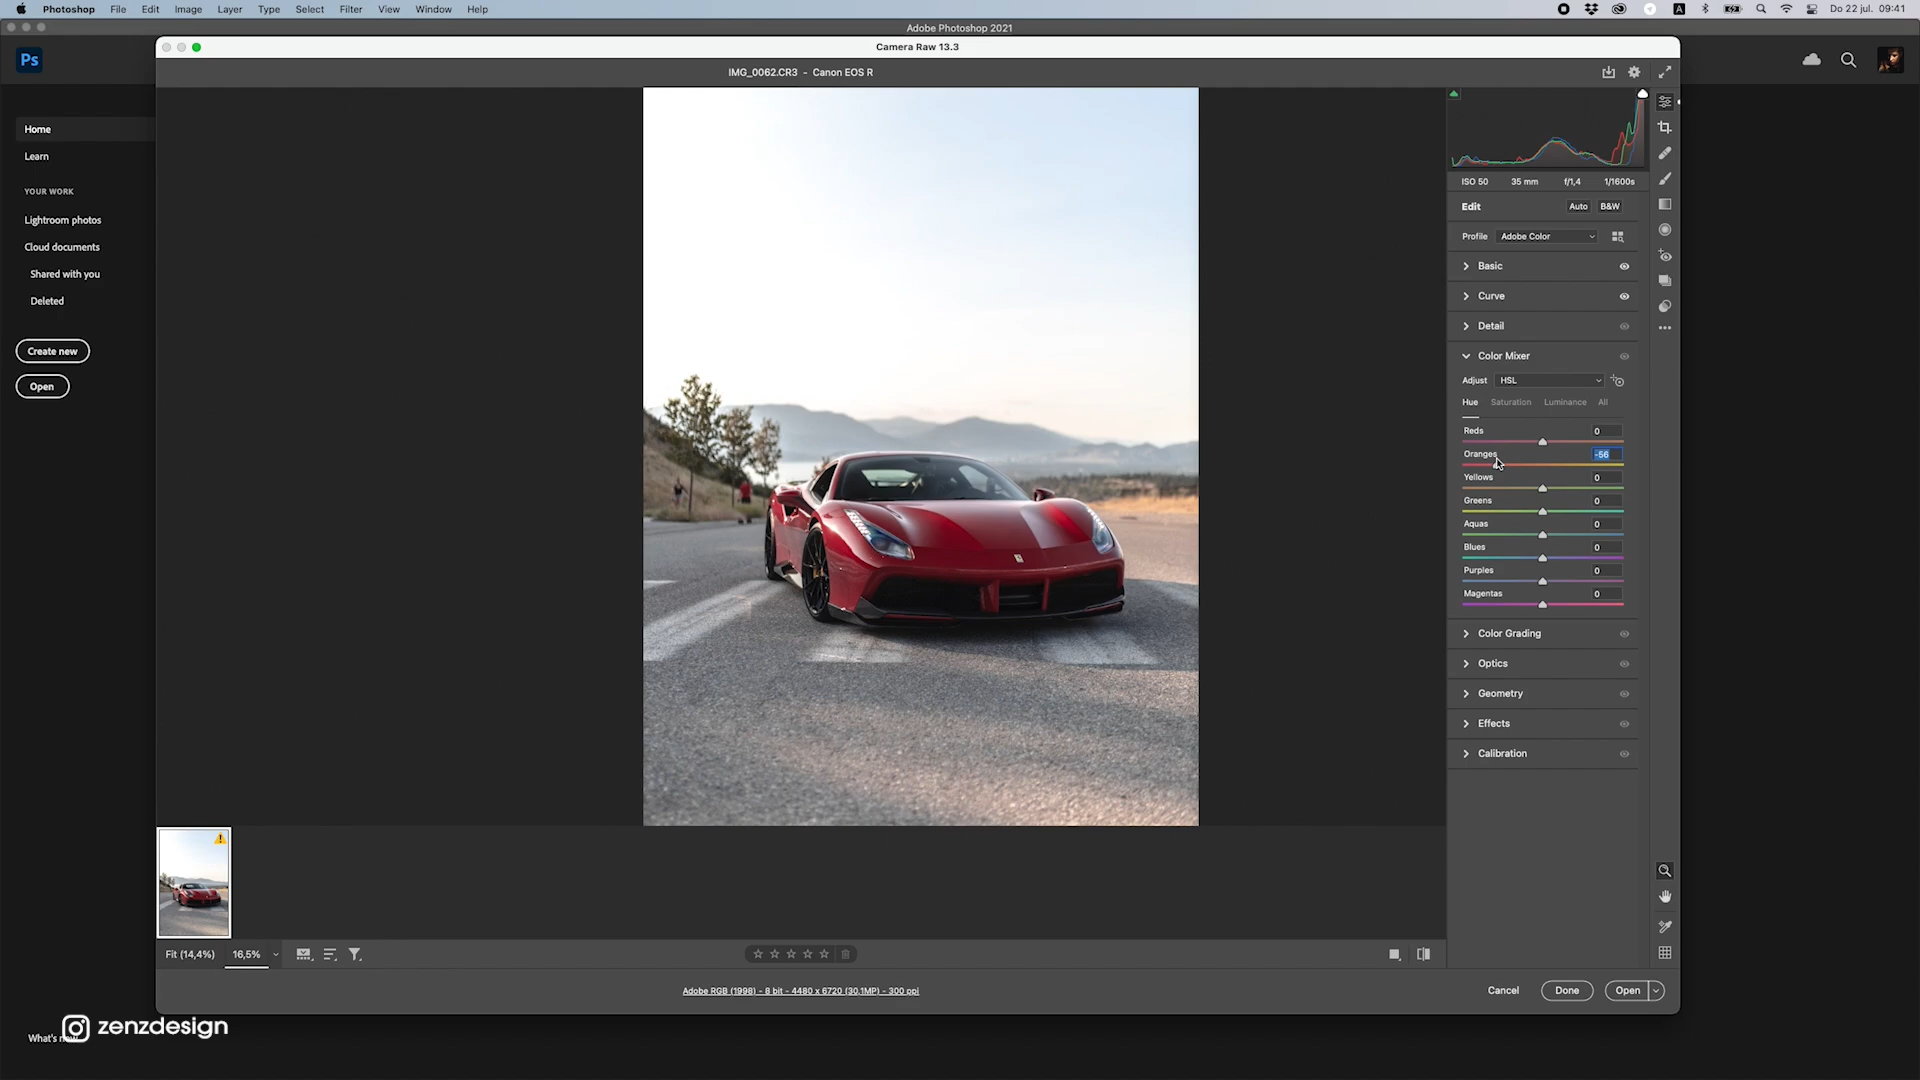 Photoshop File Edit Image Layer Type Select Filter View Window Help
A
Do 22 jul. 09:41
Adobe Photoshop 2021
Camera Raw 13.3
Ps
IMG_0062.CR3 - Canon EOS R
Home
Learn
YOUR WORK
Lightroom photos
Cloud documents
Shared with you
Deleted
Create new
Open
ISO 50 35 mm f/1,4 1/1600s
Edit Auto B&W
Profile Adobe Color
Basic
Curve
Detail
Color Mixer
Adjust HSL
Hue Saturation Luminance All
Reds 0
Oranges -56
Yellows 0
Greens 0
Aquas 0
Blues 0
Purples 0
Magentas 0
Color Grading
Optics
Geometry
Effects
Calibration
Fit (14,4%) 16,5%
Adobe RGB (1998) - 8 bit - 4480 x 6720 (30,1MP) - 300 ppi
Cancel Done Open
What's
zenzdesign